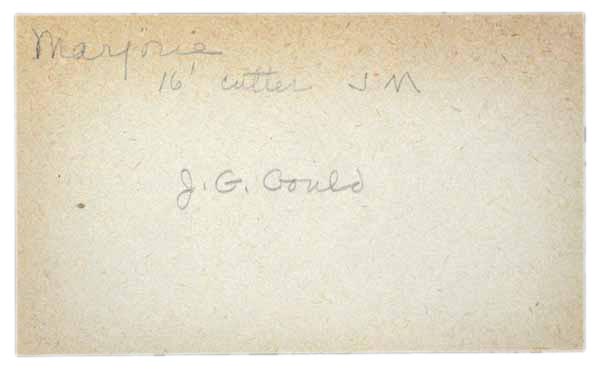 Marjorie
16' cutter J M
J. G. Gould